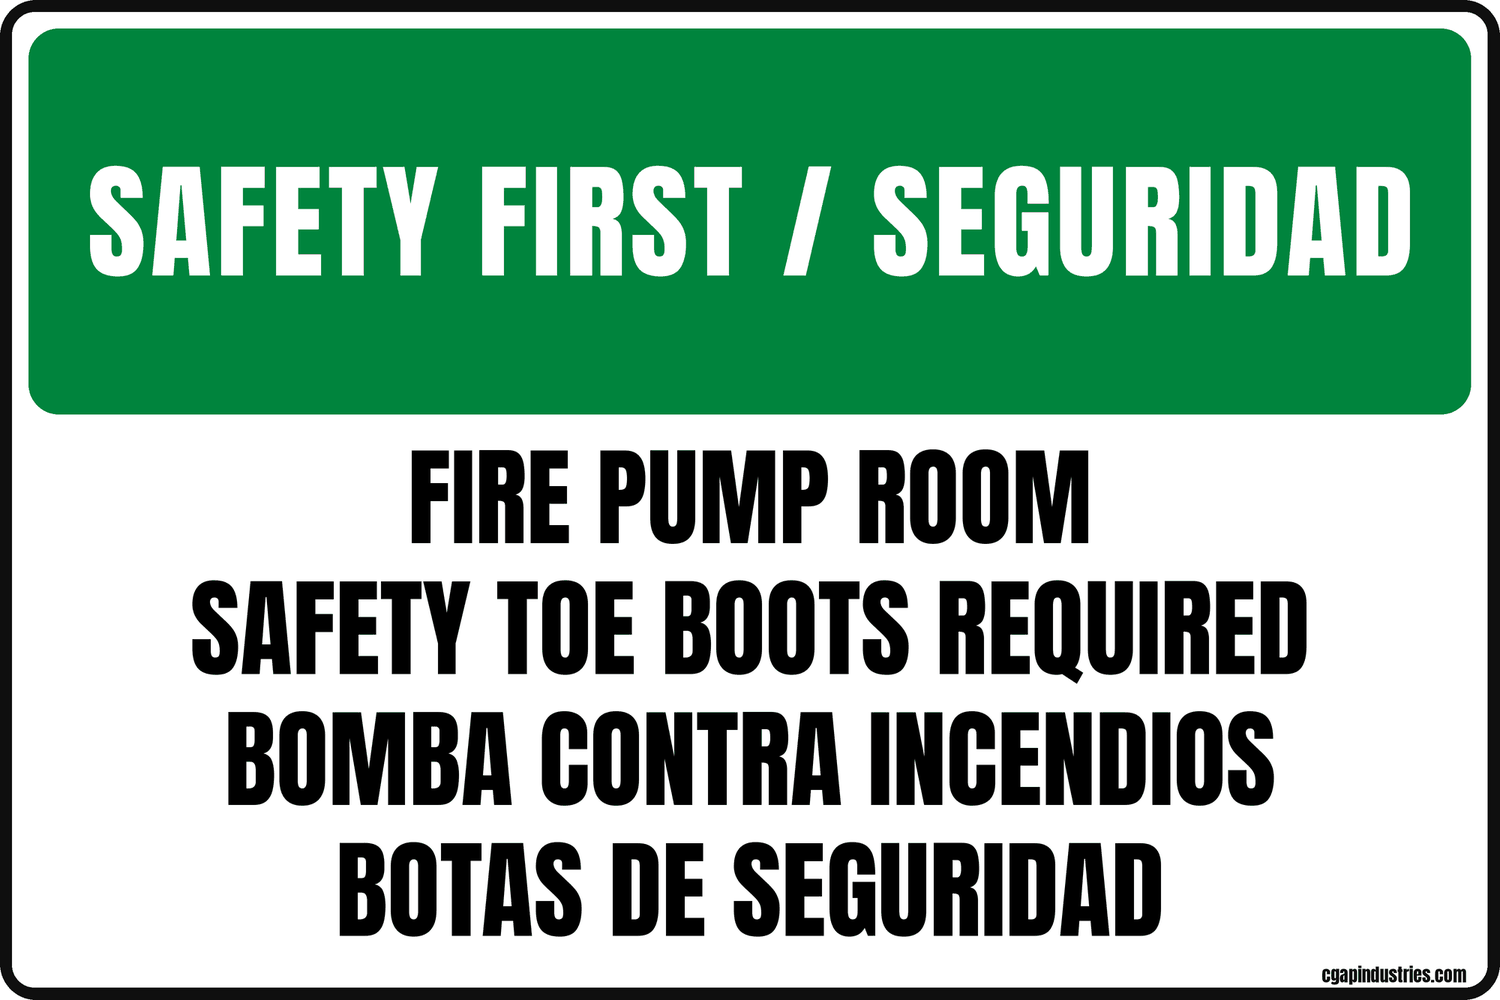 SAFETY FIRST / SEGURIDAD
FIRE PUMP ROOM
SAFETY TOE BOOTS REQUIRED
BOMBA CONTRA INCENDIOS
BOTAS DE SEGURIDAD
cgapindustries.com